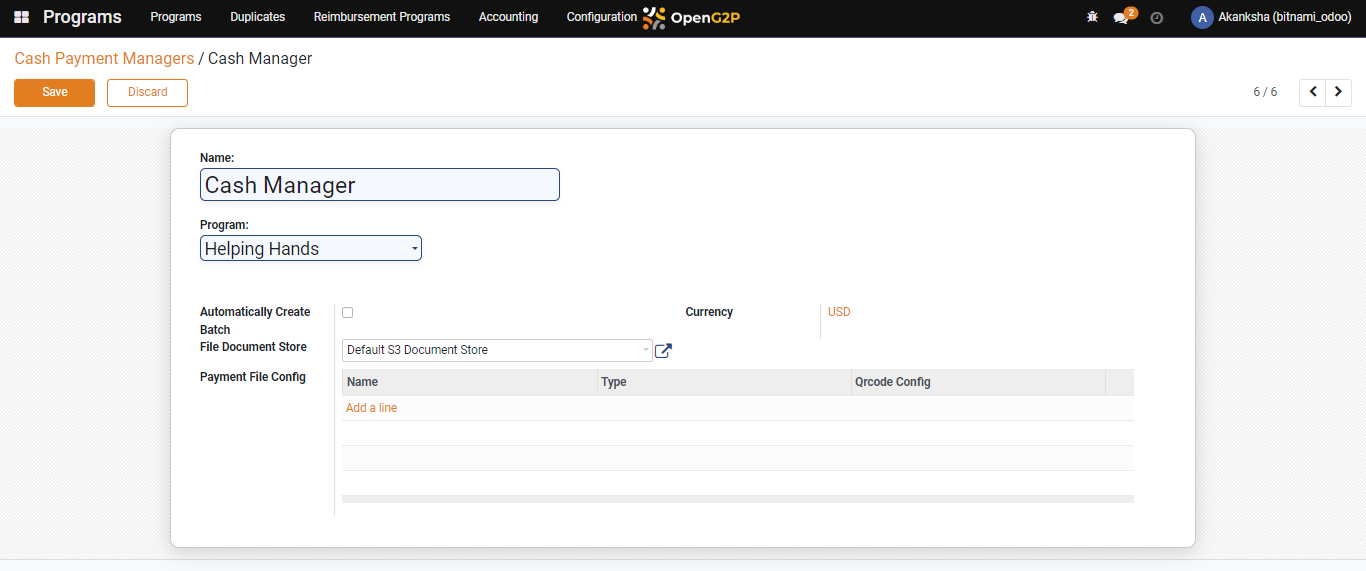 Programs Programs Duplicates Reimbursement Programs Accounting Configuration OpenG2P 2 A Akanksha (bitnami_odoo)
Cash Payment Managers / Cash Manager
Save Discard 6 / 6
Name:
Cash Manager
Program:
Helping Hands
Automatically Create Batch
Currency USD
File Document Store Default S3 Document Store
Payment File Config Name Type Qrcode Config
Add a line